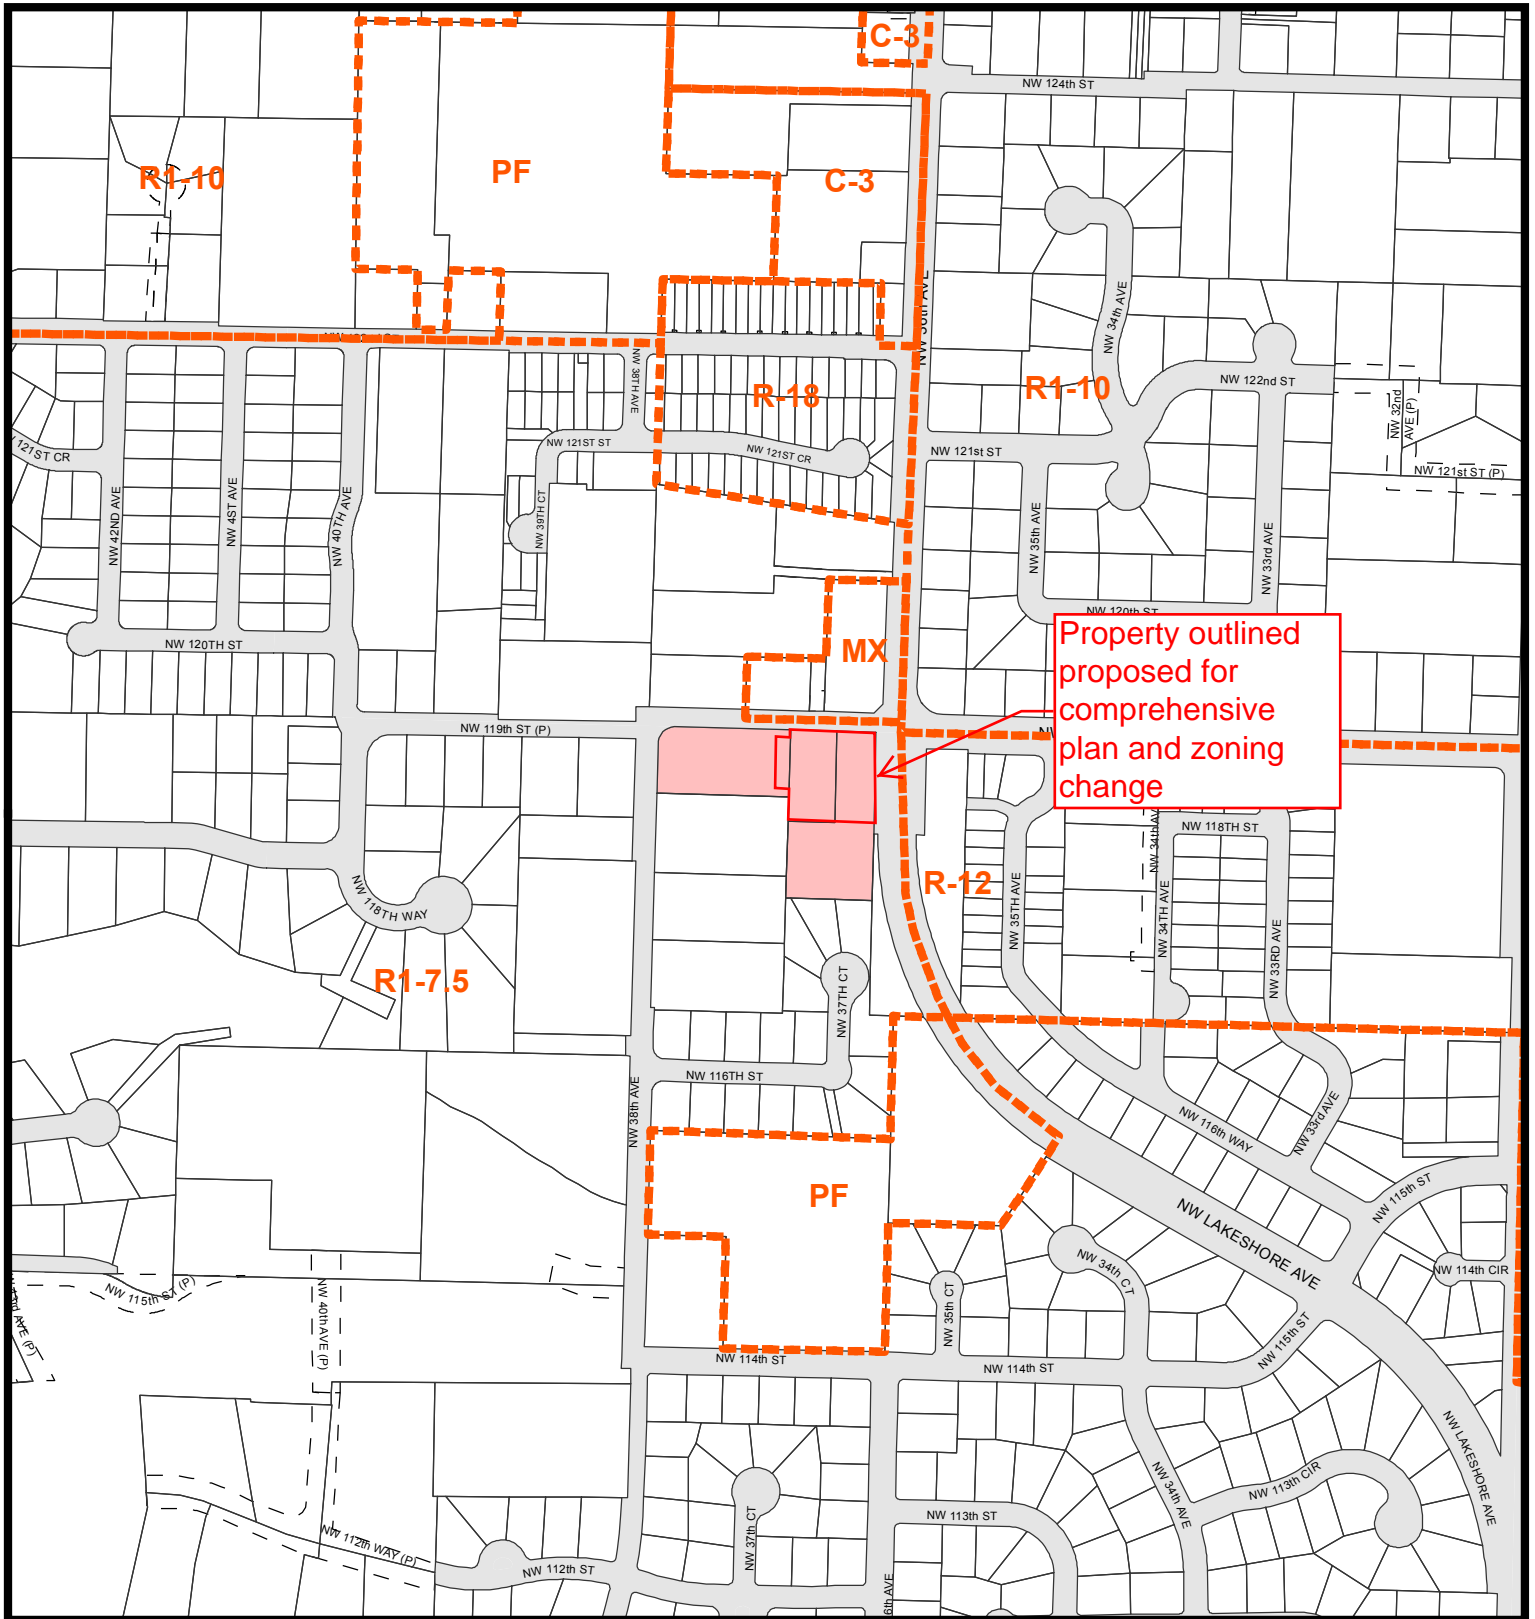 C-3
NW 124th ST
R1-10
PF
C-3
NW 36th AVE
NW 34th AVE
NW 38TH AVE
R-18
R1-10
NW 122nd ST
NW 32nd
AVE (P)
NW 121ST ST
NW 121ST CR
NW 121st ST
NW 121st ST (P)
121ST CR
NW 42ND AVE
NW 4ST AVE
NW 40TH AVE
NW 39TH CT
NW 35th AVE
NW 33rd AVE
NW 120th ST
NW 120TH ST
MX
Property outlined
proposed for
comprehensive
plan and zoning
change
NW 119th ST (P)
NW 118TH ST
NW 34th AV
NW 118TH WAY
R-12
NW 35TH AVE
NW 34TH AVE
NW 33RD AVE
R1-7.5
NW 37TH CT
NW 116TH ST
NW 38th AVE
NW 116th WAY
NW 33rd AVE
PF
NW 115th ST
NW LAKESHORE AVE
NW 34th CT
NW 114th CIR
NW 115th ST (P)
NW 40th AVE (P)
AVE (P)
NW 35th CT
NW 115th ST
NW 114th ST
NW 114th ST
NW LAKESHORE AVE
NW 113th CIR
NW 34th AVE
NW 37th CT
NW 113th ST
NW 112th WAY (P)
NW 112th ST
6th AVE